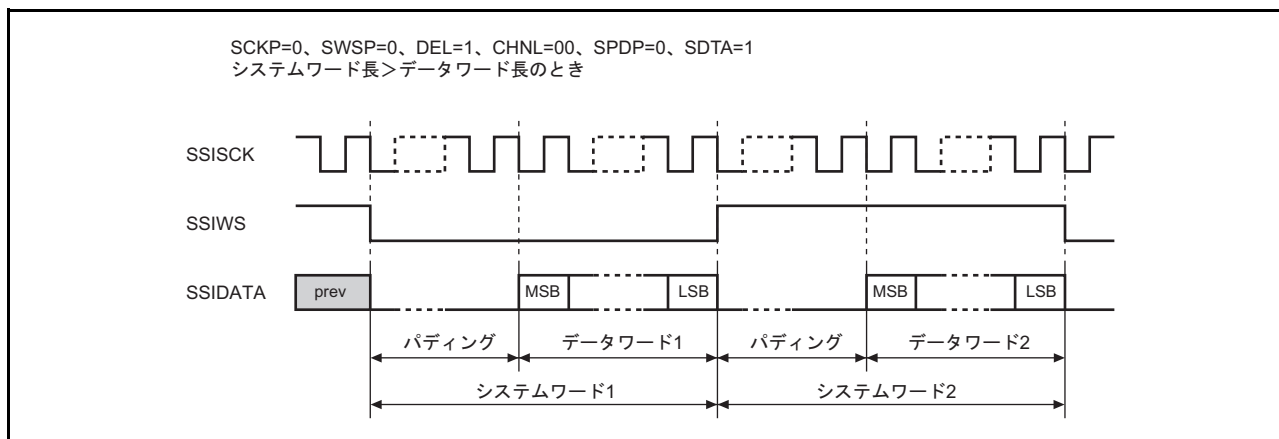 SCKP=0、SWSP=0、DEL=1、CHNL=00、SPDP=0、SDTA=1
システムワード長＞データワード長のとき
SSISCK
SSIWS
SSIDATA
prev
MSB
LSB
MSB
LSB
パディング
データワード1
パディング
データワード2
システムワード1
システムワード2